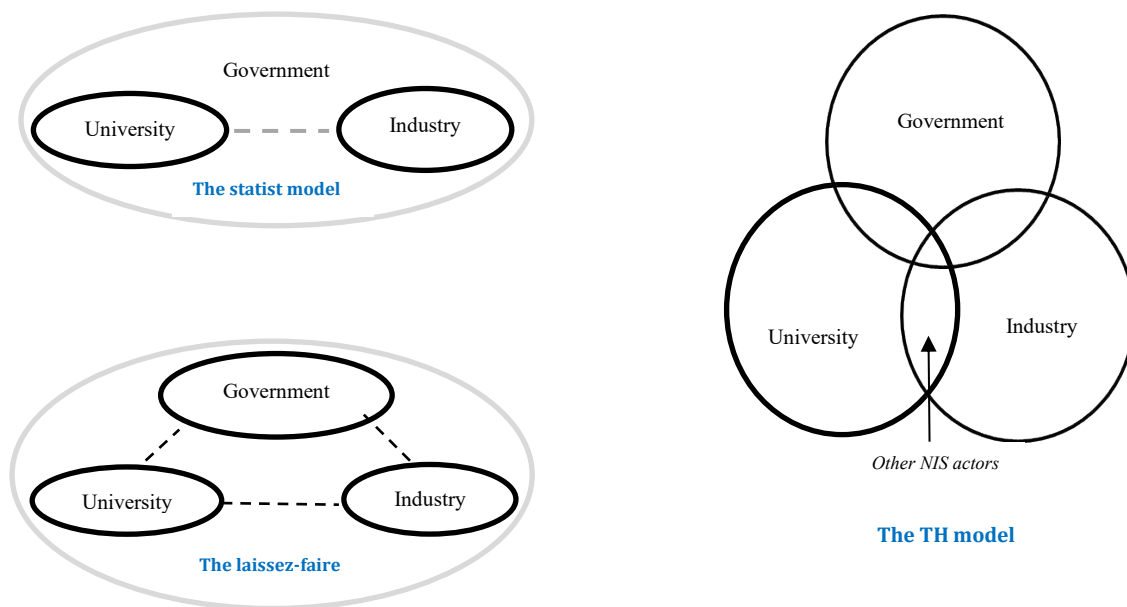 Government
University
Industry
The statist model
Government
University
Industry
The laissez-faire
Government
University
Industry
Other NIS actors
The TH model